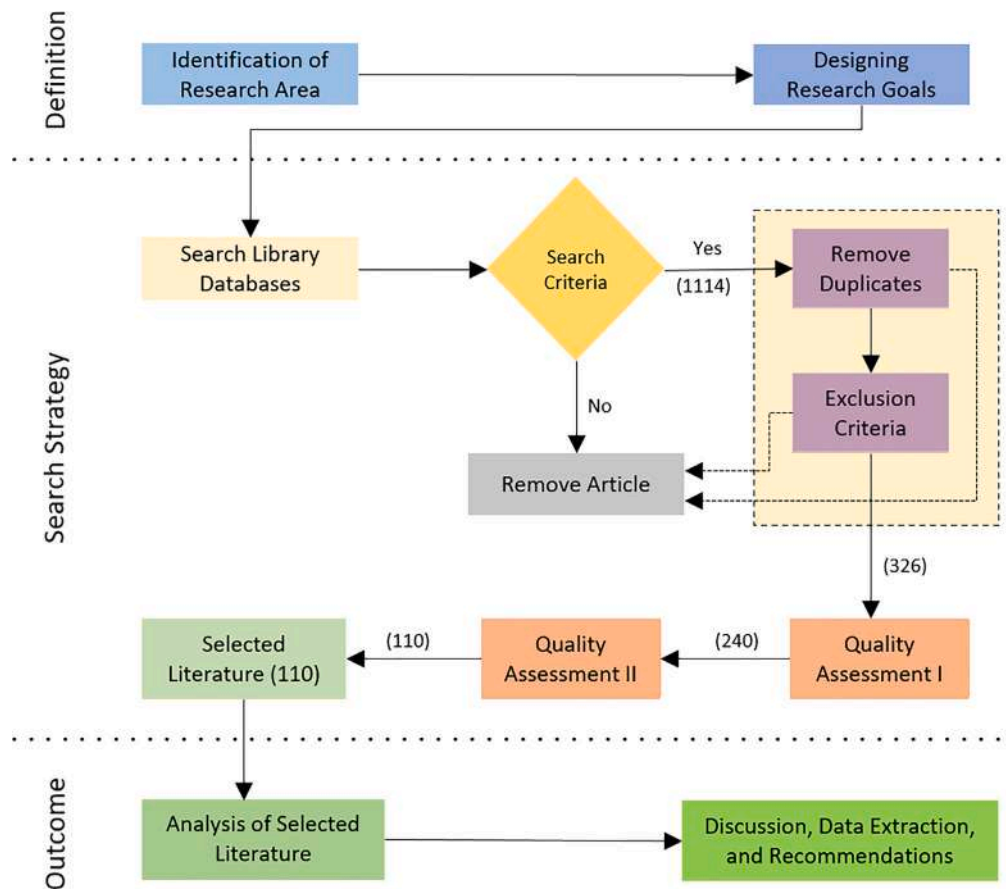 Definition
Identification of
Research Area
Designing
Research Goals
Search Strategy
Search Library
Databases
Search
Criteria
Yes
(1114)
Remove
Duplicates
No
Exclusion
Criteria
Remove Article
(326)
Selected
Literature (110)
(110)
Quality
Assessment II
(240)
Quality
Assessment I
Outcome
Analysis of Selected
Literature
Discussion, Data Extraction,
and Recommendations